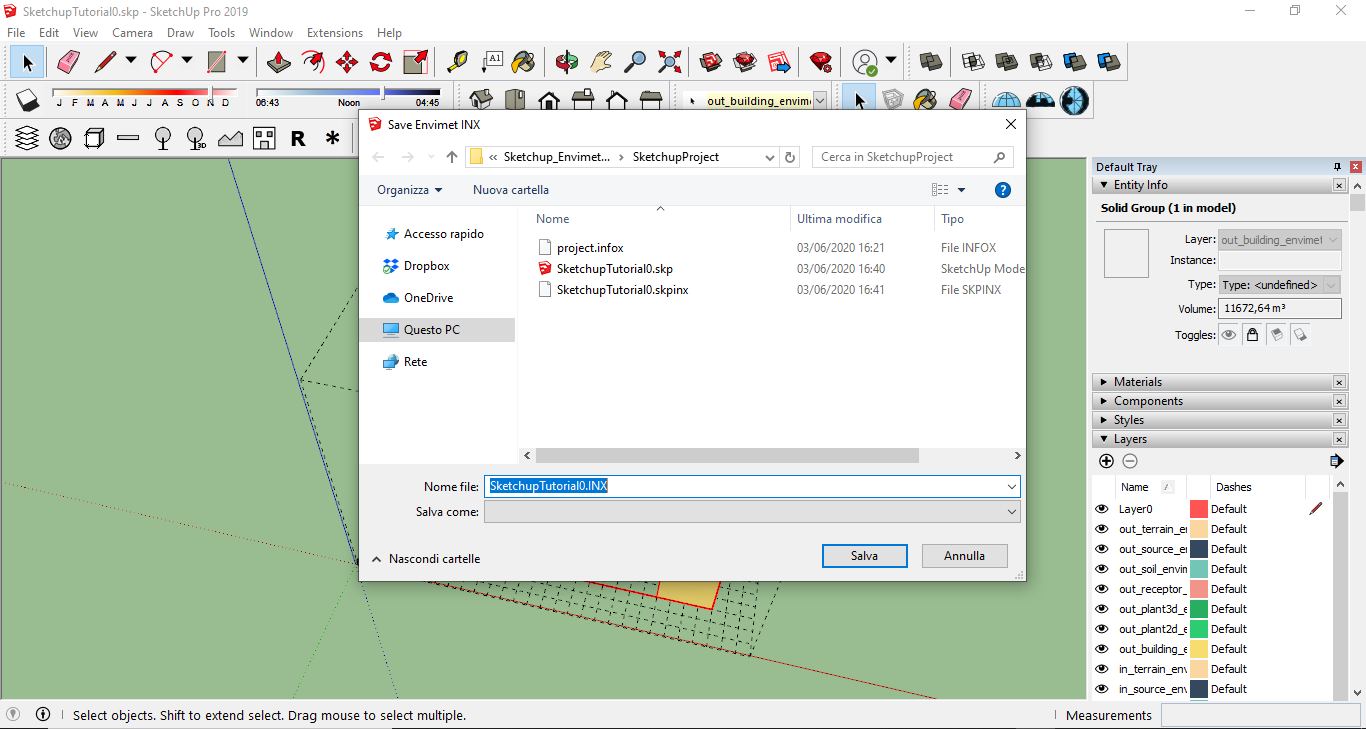 SketchupTutorial0.skp - SketchUp Pro 2019
File Edit View Camera Draw Tools Window Extensions Help
A1
J F M A M J J A S O N D
06:43 Noon 04:45
out_building_envim
R
3D
Save Envimet INX
« Sketchup_Envimet... › SketchupProject
Cerca in SketchupProject
Organizza Nuova cartella
Nome Ultima modifica Tipo
Accesso rapido
Dropbox
OneDrive
Questo PC
Rete
project.infox 03/06/2020 16:21 File INFOX
SketchupTutorial0.skp 03/06/2020 16:40 SketchUp Mode
SketchupTutorial0.skpinx 03/06/2020 16:41 File SKPINX
Nome file: SketchupTutorial0.INX
Salva come:
Nascondi cartelle
Salva Annulla
Default Tray
Entity Info
Solid Group (1 in model)
Layer: out_building_envimet
Instance:
Type: Type: <undefined>
Volume: 11672,64 m³
Toggles:
Materials
Components
Styles
Layers
Name Dashes
Layer0 Default
out_terrain_e Default
out_source_e Default
out_soil_envin Default
out_receptor_ Default
out_plant3d_e Default
out_plant2d_e Default
out_building_e Default
in_terrain_env Default
in_source_env Default
Select objects. Shift to extend select. Drag mouse to select multiple.
Measurements